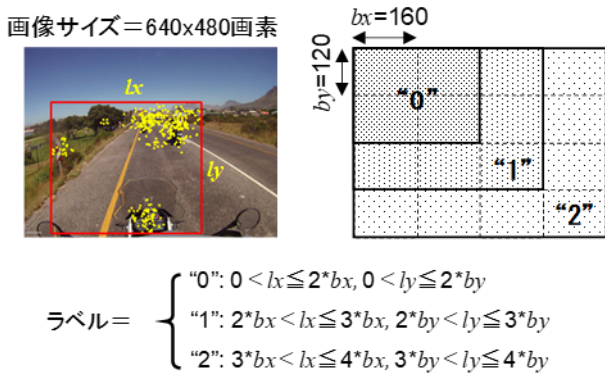 画像サイズ＝640x480画素
bx=160
by=120
lx
ly
“0”
“1”
“2”
ラベル＝
“0”: 0＜lx≦2*bx, 0＜ly≦2*by
“1”: 2*bx＜lx≦3*bx, 2*by＜ly≦3*by
“2”: 3*bx＜lx≦4*bx, 3*by＜ly≦4*by